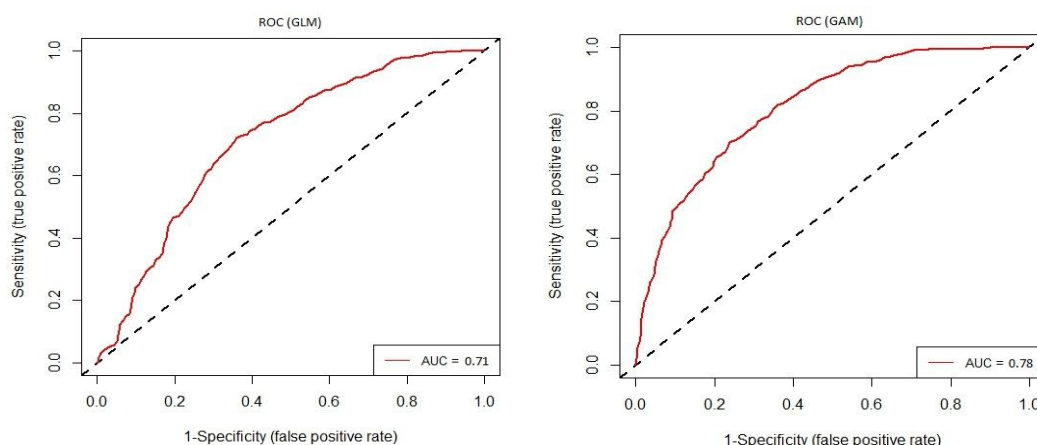 ROC (GLM)
Sensitivity (true positive rate)
1.0
0.8
0.6
0.4
0.2
0.0
AUC = 0.71
0.0 0.2 0.4 0.6 0.8 1.0
1-Specificity (false positive rate)
ROC (GAM)
Sensitivity (true positive rate)
1.0
0.8
0.6
0.4
0.2
0.0
AUC = 0.78
0.0 0.2 0.4 0.6 0.8 1.0
1-Specificity (false positive rate)